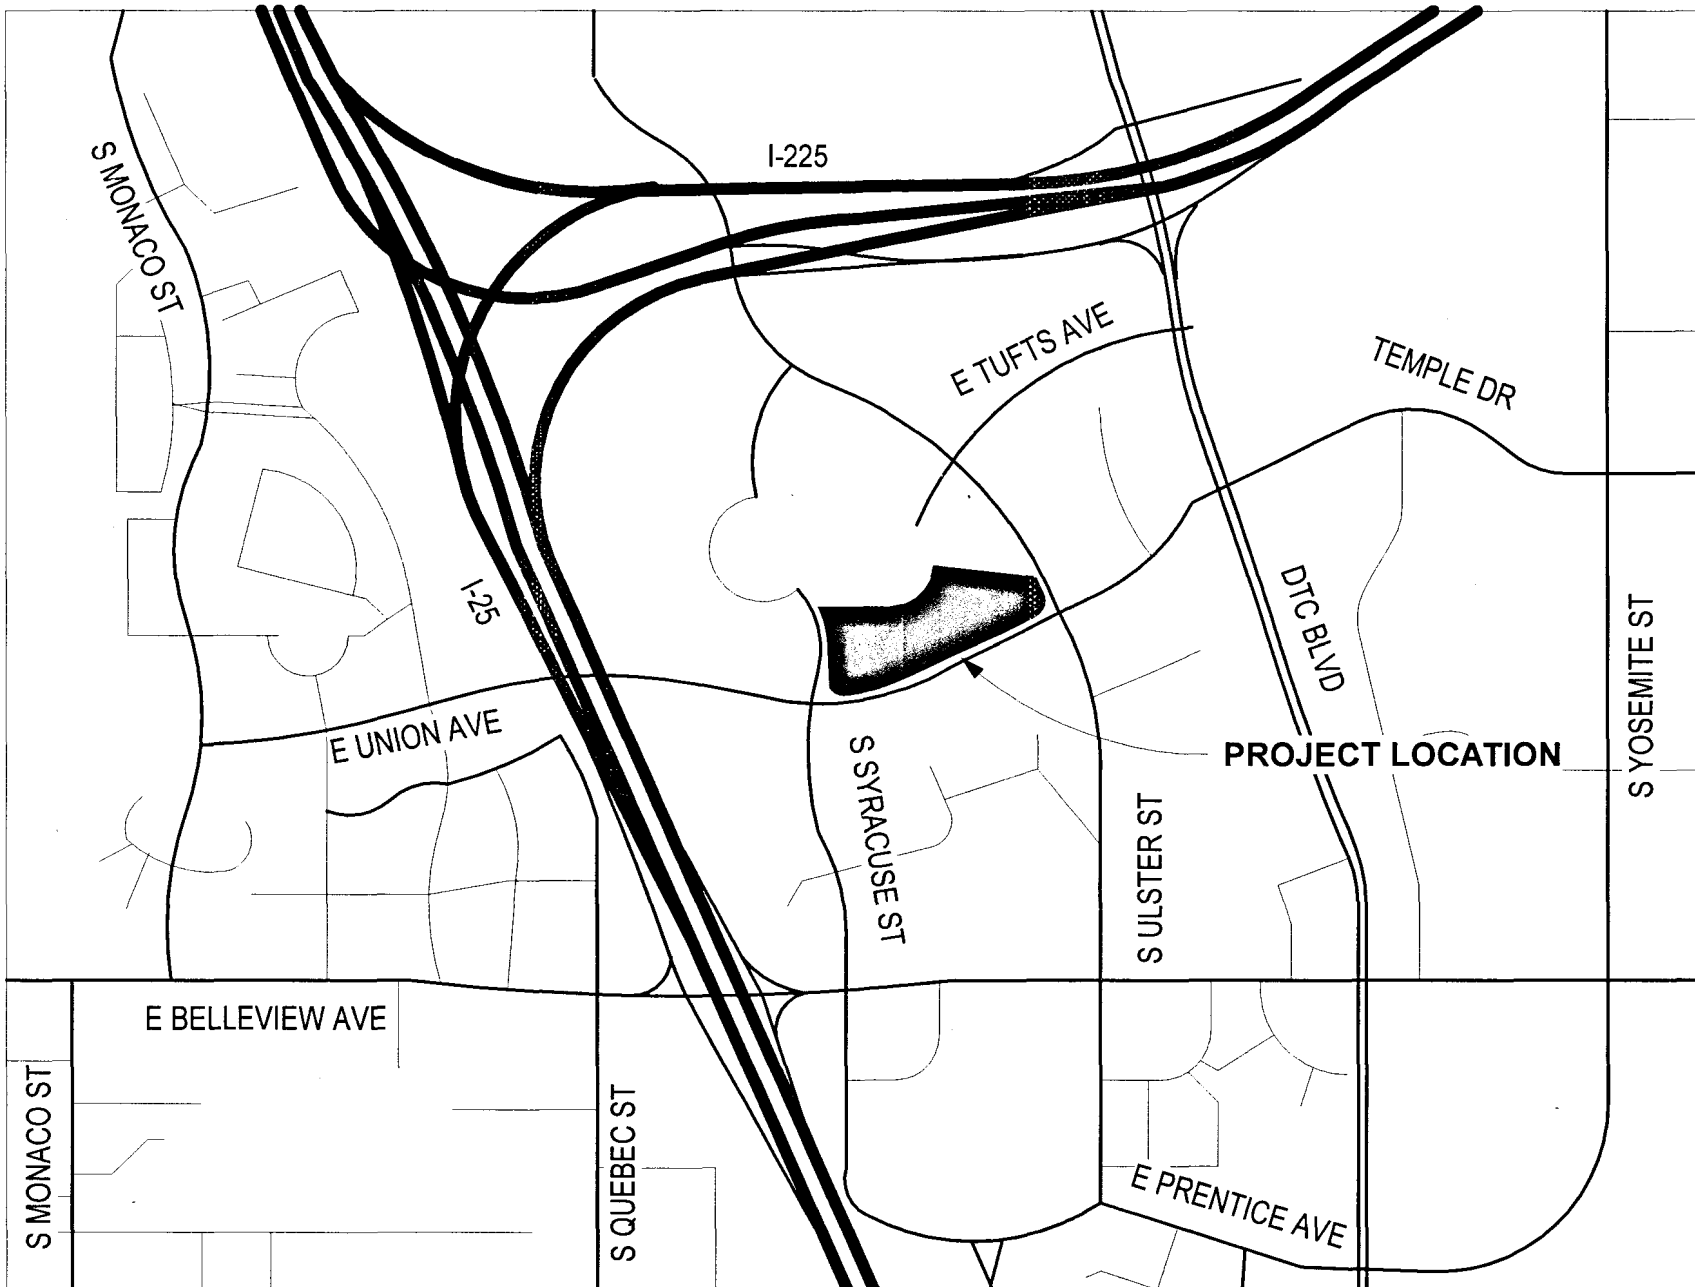 I-225
S MONACO ST
E TUFTS AVE
TEMPLE DR
I-25
DTC BLVD
S YOSEMITE ST
E UNION AVE
S SYRACUSE ST
PROJECT LOCATION
S ULSTER ST
E BELLEVIEW AVE
S MONACO ST
S QUEBEC ST
E PRENTICE AVE